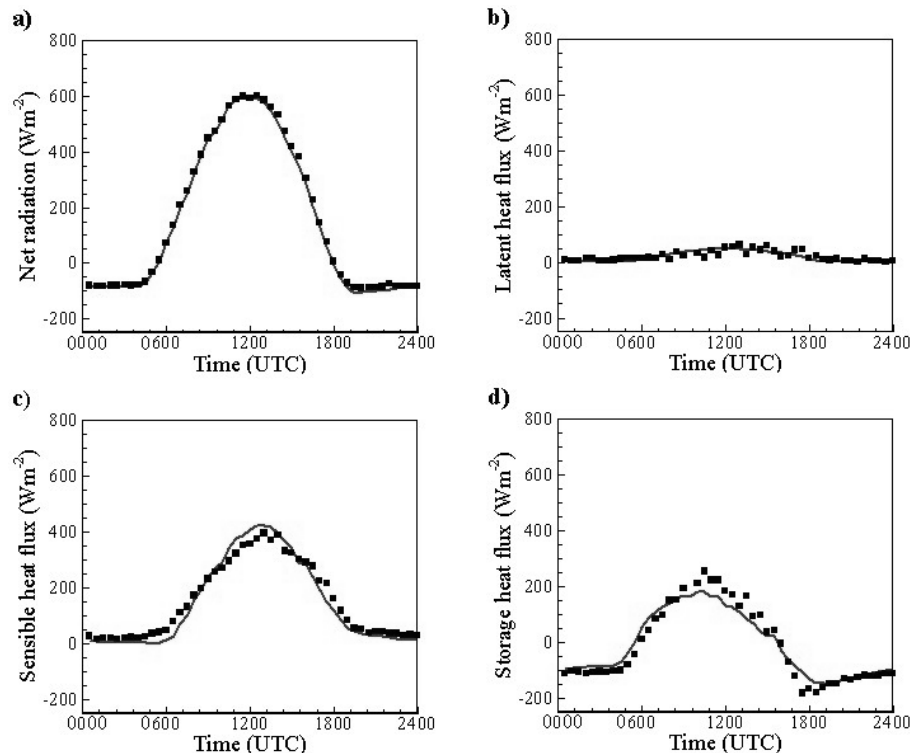 a)
800
600
400
200
0
-200
Net radiation (Wm-2)
0000 0600 1200 1800 2400
Time (UTC)
b)
800
600
400
200
0
-200
Latent heat flux (Wm-2)
0000 0600 1200 1800 2400
Time (UTC)
c)
800
600
400
200
0
-200
Sensible heat flux (Wm-2)
0000 0600 1200 1800 2400
Time (UTC)
d)
800
600
400
200
0
-200
Storage heat flux (Wm-2)
0000 0600 1200 1800 2400
Time (UTC)